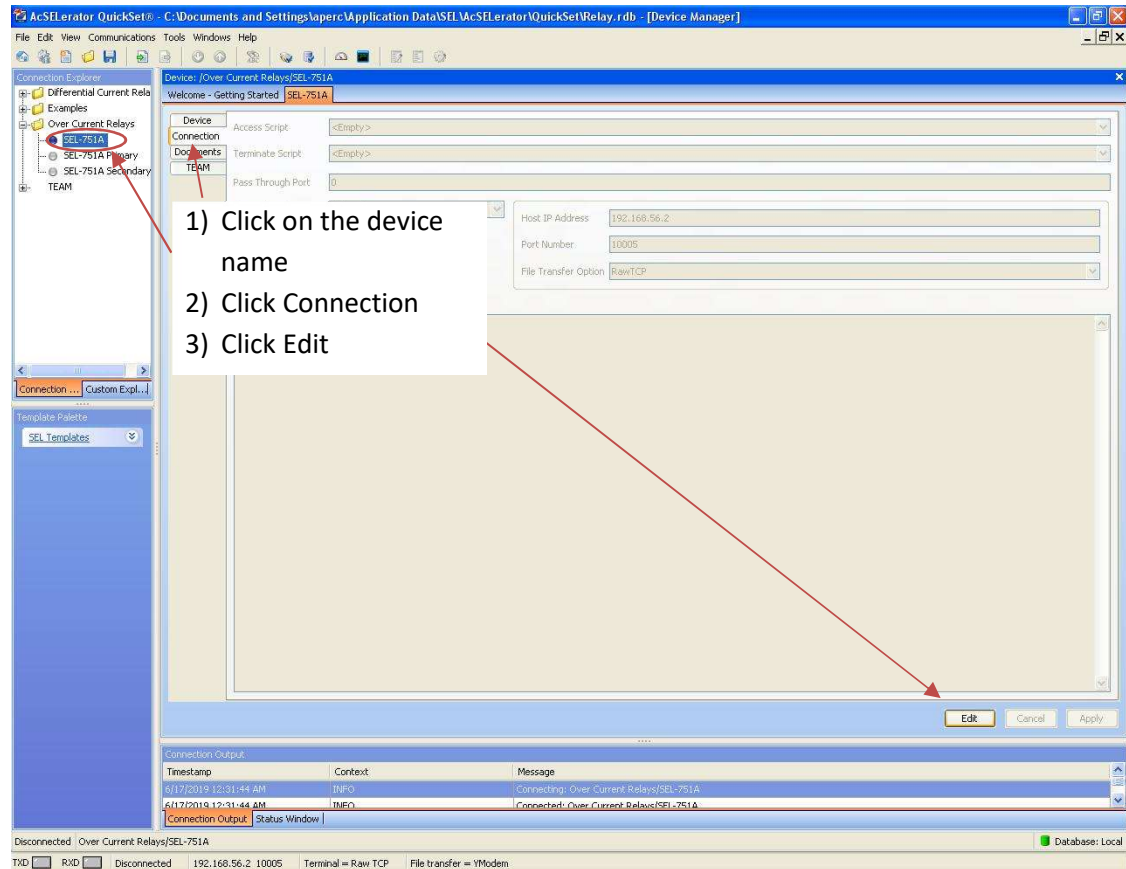 AcSELerator QuickSet® - C:\Documents and Settings\aperc\Application Data\SEL\AcSELerator\QuickSet\Relay.rdb - [Device Manager]
File Edit View Communications Tools Windows Help
Connection Explorer
Differential Current Rela
Examples
Over Current Relays
SEL-751A
SEL-751A Primary
SEL-751A Secondary
TEAM
Connection ... Custom Expl...
Template Palette
SEL Templates
Device: /Over Current Relays/SEL-751A
Welcome - Getting Started SEL-751A
Device
Connection
Documents
TEAM
Access Script <Empty>
Terminate Script <Empty>
Pass Through Port 0
Host IP Address 192.168.56.2
Port Number 10005
File Transfer Option RawTCP
1) Click on the device
name
2) Click Connection
3) Click Edit
Edit Cancel Apply
Connection Output
Timestamp Context Message
6/17/2019 12:31:44 AM INFO Connecting: Over Current Relays/SEL-751A
6/17/2019 12:31:44 AM INFO Connected: Over Current Relays/SEL-751A
Connection Output Status Window
Disconnected Over Current Relays/SEL-751A Database: Local
TXD RXD Disconnected 192.168.56.2 10005 Terminal = Raw TCP File transfer = YModem